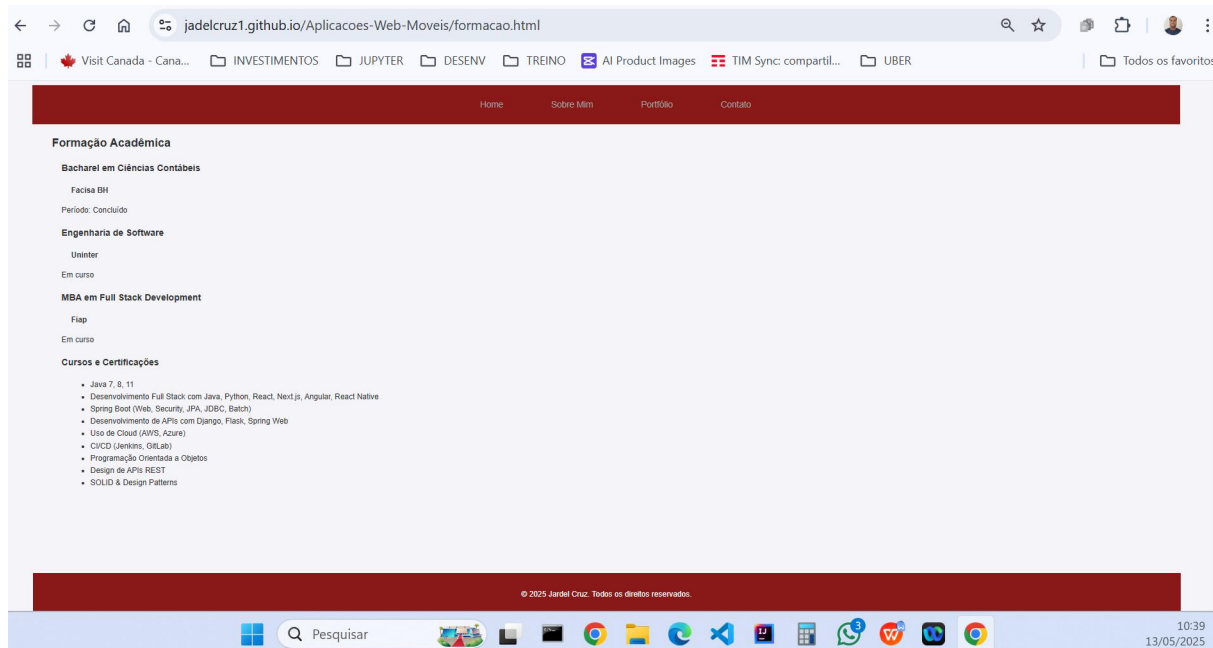 jadelcruz1.github.io/Aplicacoes-Web-Moveis/formacao.html
Visit Canada - Cana... INVESTIMENTOS JUPYTER DESENV TREINO AI Product Images TIM Sync: compartil... UBER Todos os favoritos
Home Sobre Mim Portfólio Contato
Formação Acadêmica
Bacharel em Ciências Contábeis
Facisa BH
Período: Concluído
Engenharia de Software
Uninter
Em curso
MBA em Full Stack Development
Fiap
Em curso
Cursos e Certificações
Java 7, 8, 11
Desenvolvimento Full Stack com Java, Python, React, Next.js, Angular, React Native
Spring Boot (Web, Security, JPA, JDBC, Batch)
Desenvolvimento de APIs com Django, Flask, Spring Web
Uso de Cloud (AWS, Azure)
CI/CD (Jenkins, GitLab)
Programação Orientada a Objetos
Design de APIs REST
SOLID & Design Patterns
© 2025 Jardel Cruz. Todos os direitos reservados.
Pesquisar 3 10:39
13/05/2025